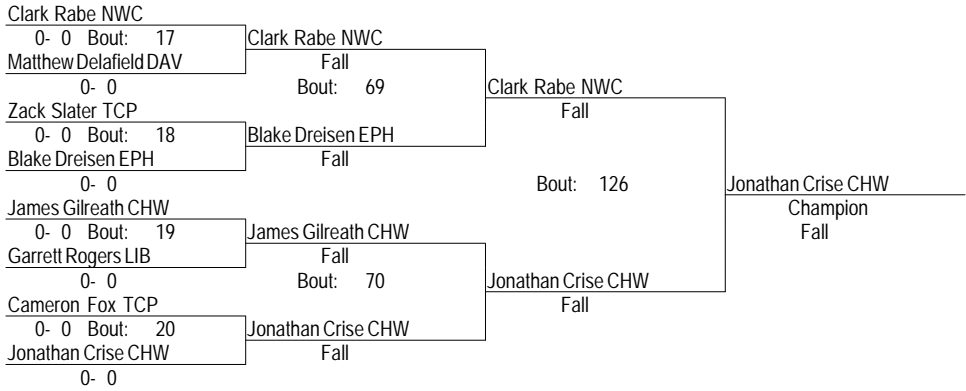 Clark Rabe NWC
0- 0 Bout: 17
Clark Rabe NWC
Matthew Delafield DAV
Fall
0- 0
Bout: 69
Clark Rabe NWC
Zack Slater TCP
Fall
0- 0 Bout: 18
Blake Dreisen EPH
Blake Dreisen EPH
Fall
0- 0
Bout: 126
Jonathan Crise CHW
James Gilreath CHW
Champion
0- 0 Bout: 19
James Gilreath CHW
Fall
Garrett Rogers LIB
Fall
0- 0
Bout: 70
Jonathan Crise CHW
Cameron Fox TCP
Fall
0- 0 Bout: 20
Jonathan Crise CHW
Jonathan Crise CHW
Fall
0- 0